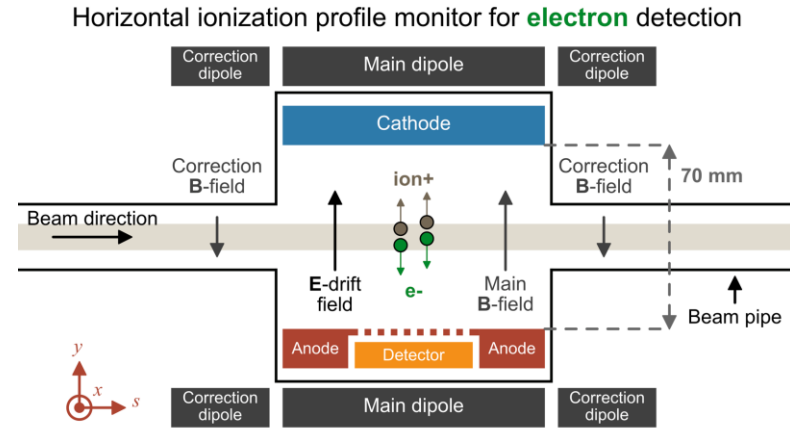 Horizontal ionization profile monitor for electron detection
Correction
dipole
Main dipole
Correction
dipole
Cathode
Correction
B-field
ion+
Correction
B-field
70 mm
Beam direction
E-drift
field
e-
Main
B-field
Beam pipe
Anode
Detector
Anode
y
x
s
Correction
dipole
Main dipole
Correction
dipole